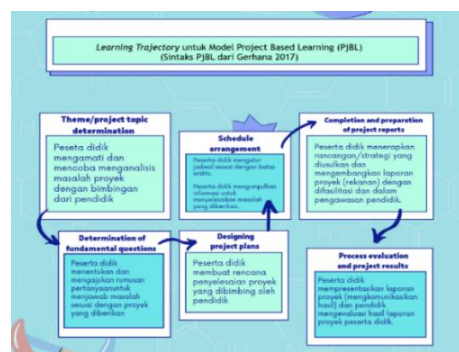 Learning Trajectory untuk Model Project Based Learning (PjBL)
(Sintaks PjBL dari Gerhana 2017)
Theme/project topic
determination
Peseta didik
mengamati dan
mencoba menganalisis
masalah proyek
dengan bimbingan
dari pendidik
Determination of
fundamental questions
Peserta didik
menentukan dan
mengajukan rumusan
pertanyaanuntuk
menjawab masalah
sesuai dengan proyek
yang diberikan
Designing
project plans
Peserta didik
membuat rencana
penyelesaian proyek
yang dibimbing oleh
pendidik
Schedule
arrangement
Peserta didik mengatur
jadwal sesuai dengan batas
waktu.
Peserta didik mengumpulkan
informasi untuk
menyelesaikan masalah
yang diberikan.
Completion and preparation
of project reports
Peserta didik menerapkan
rancangan/strategi yang
diusulkan dan
mengembangkan laporan
proyek (rekanan) dengan
difasilitasi dan dalam
pengawasan pendidik.
Process evaluation
and project results
Peserta didik
mempresentasikan laporan
proyek (mengkomunikasikan
hasil) dan pendidik
mengevaluasi hasil laporan
proyek peserta didik.